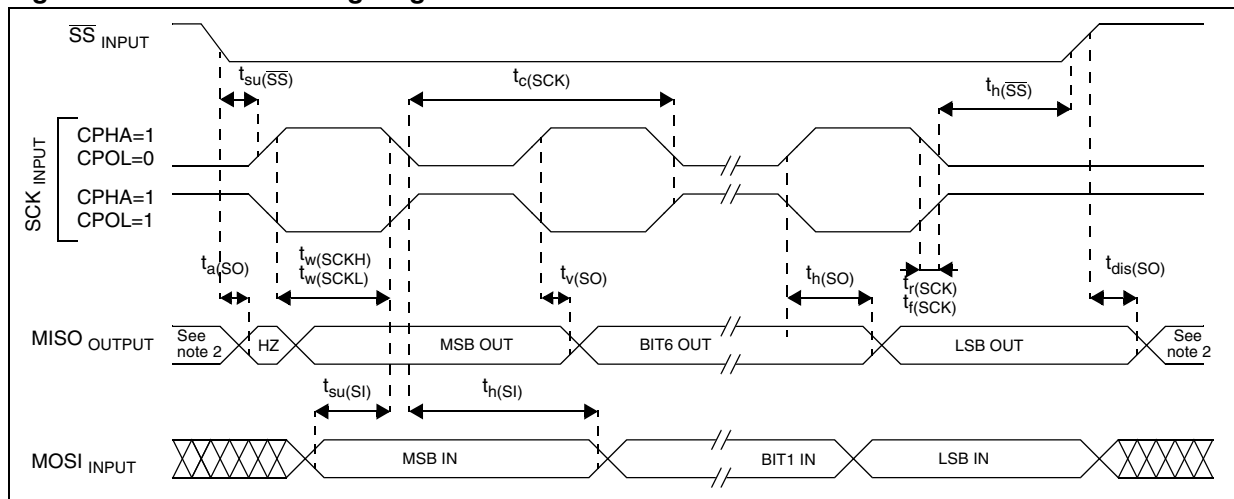 SS INPUT
tsu(SS)
tc(SCK)
th(SS)
SCK INPUT
CPHA=1
CPOL=0
CPHA=1
CPOL=1
ta(SO)
tw(SCKH)
tw(SCKL)
tv(SO)
th(SO)
tr(SCK)
tf(SCK)
tdis(SO)
MISO OUTPUT
See
note 2
HZ
MSB OUT
BIT6 OUT
LSB OUT
See
note 2
tsu(SI)
th(SI)
MOSI INPUT
MSB IN
BIT1 IN
LSB IN